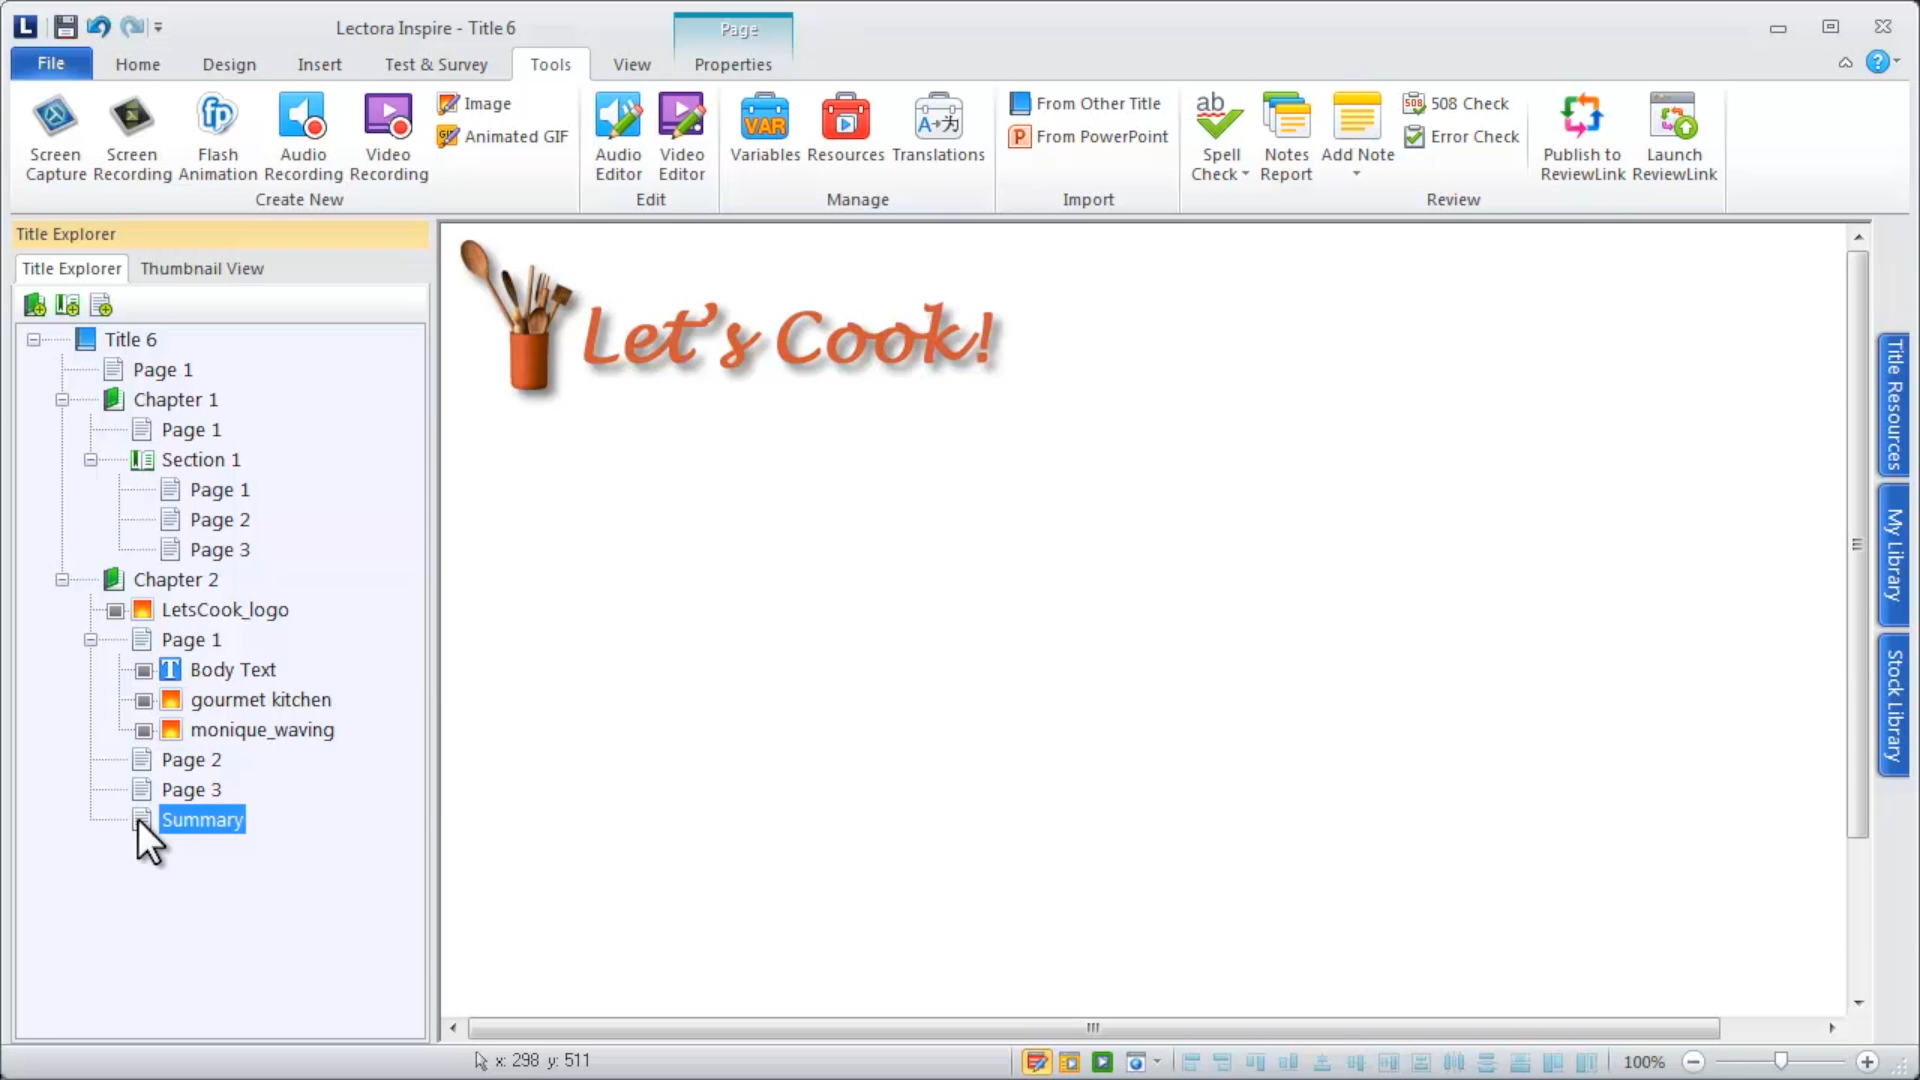 Lectora Inspire - Title 6
Page
File
Home
Design
Insert
Test & Survey
Tools
View
Properties
Screen Capture
Screen Recording
Flash Animation
Audio Recording
Video Recording
Image
Animated GIF
Create New
Audio Editor
Video Editor
Edit
VAR
Variables
Resources
A→为
Translations
Manage
From Other Title
From PowerPoint
Import
ab
Spell Check
Notes Report
Add Note
508 Check
Error Check
Review
Publish to ReviewLink
Launch ReviewLink
Title Explorer
Title Explorer
Thumbnail View
Title 6
Page 1
Chapter 1
Page 1
Section 1
Page 1
Page 2
Page 3
Chapter 2
LetsCook_logo
Page 1
Body Text
gourmet kitchen
monique_waving
Page 2
Page 3
Summary
Let's Cook!
Title Resources
My Library
Stock Library
x: 298 y: 511
100%